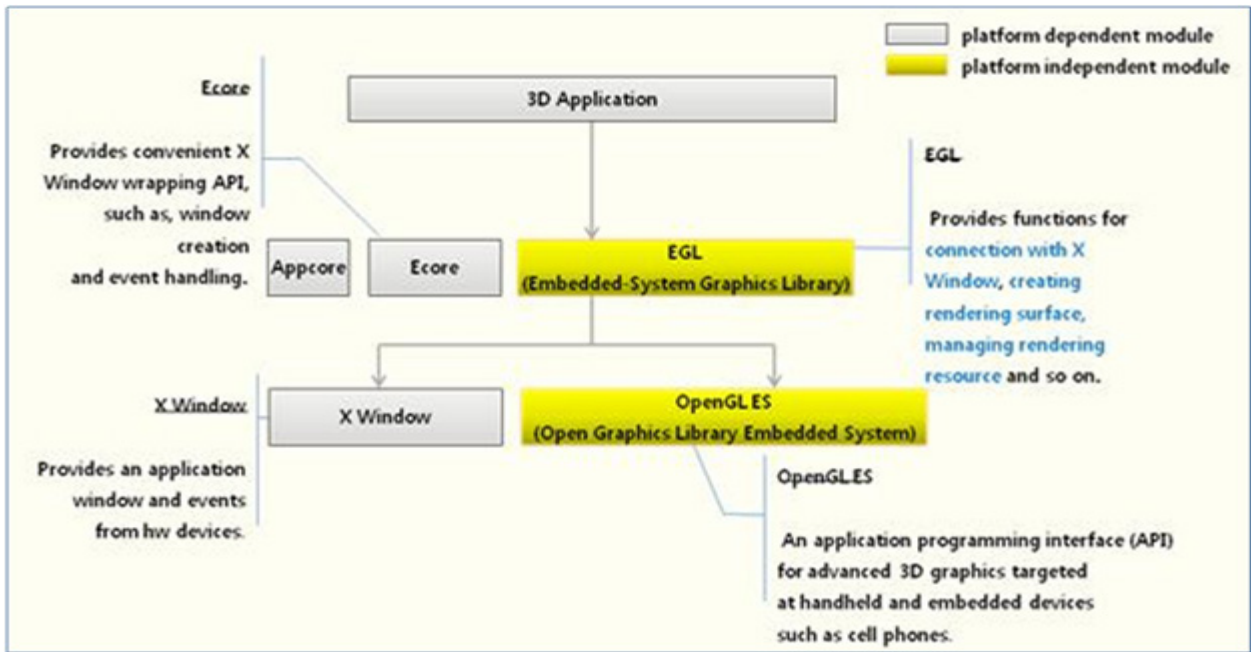 platform dependent module
platform independent module
Ecore
Provides convenient X
Window wrapping API,
such as, window
creation
and event handling.
3D Application
EGL
Provides functions for
connection with X
Window, creating
rendering surface,
managing rendering
resource and so on.
Appcore
Ecore
EGL
(Embedded-System Graphics Library)
X Window
Provides an application
window and events
from hw devices.
X Window
OpenGL.ES
(Open Graphics Library Embedded System)
OpenGL.ES
An application programming interface (API)
for advanced 3D graphics targeted
at handheld and embedded devices
such as cell phones.